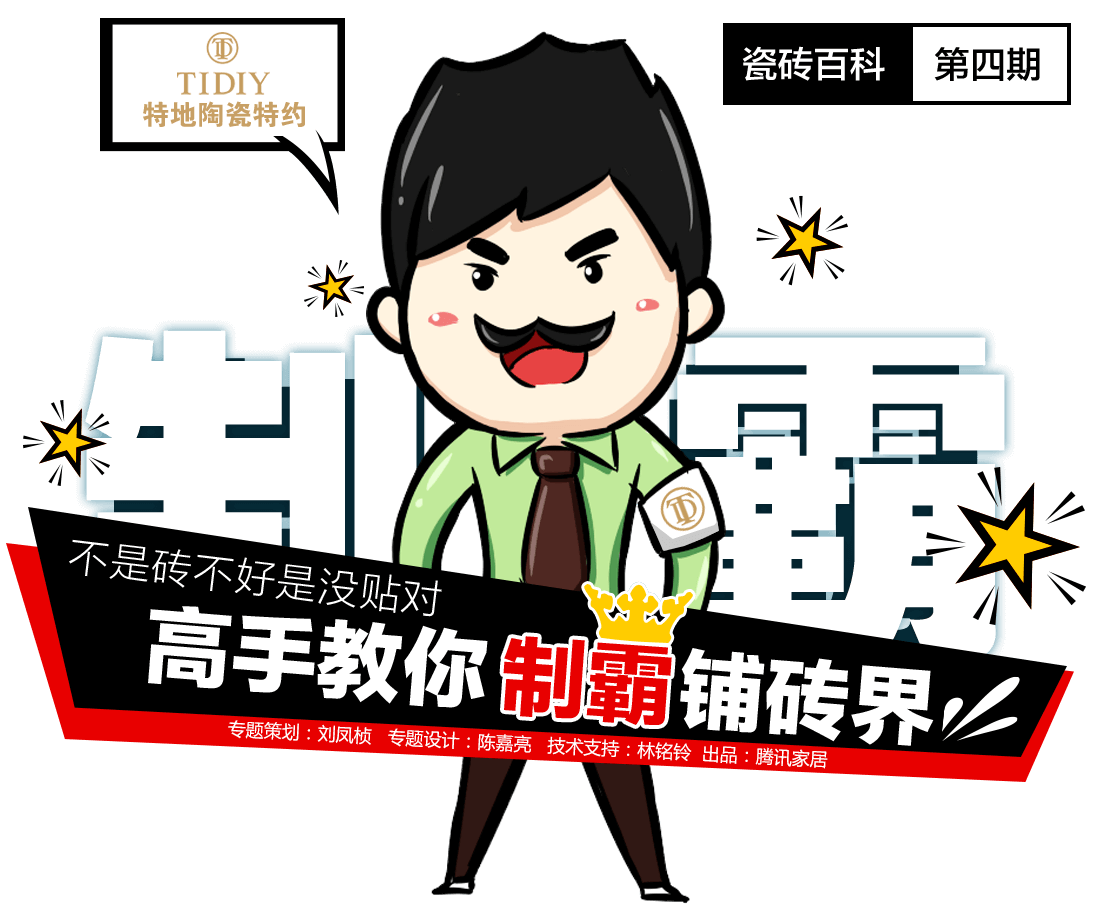 TD
TIDIY
特地陶瓷特约
瓷砖百科 第四期
制霸
TD
不是砖不好是没贴对
高手教你制霸铺砖界
专题策划：刘凤桢 专题设计：陈嘉亮 技术支持：林铭铃 出品：腾讯家居